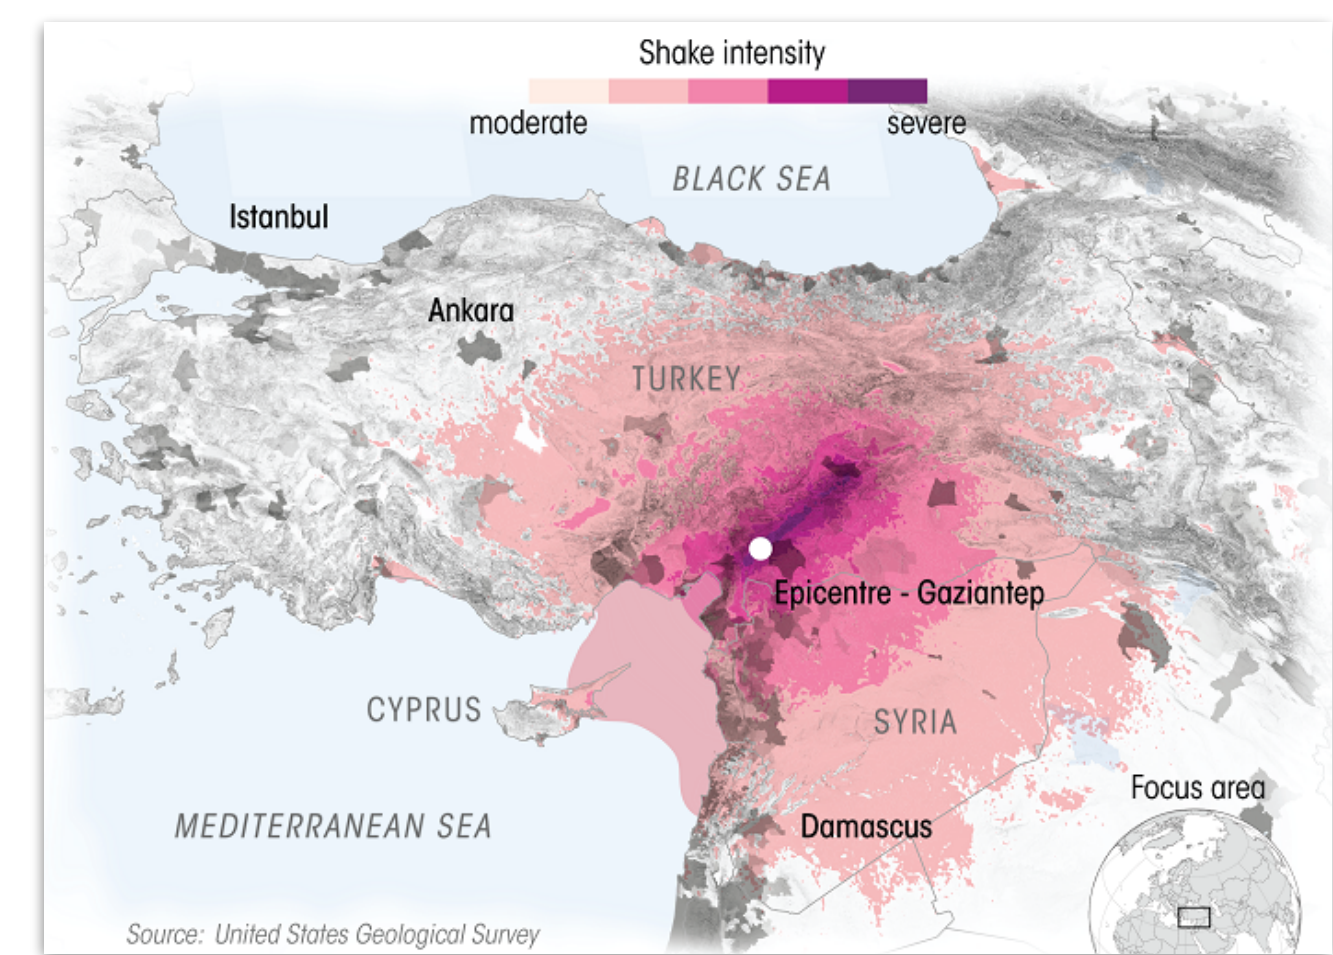 Shake intensity
moderate
severe
BLACK SEA
Istanbul
Ankara
TURKEY
Epicentre - Gaziantep
CYPRUS
SYRIA
Focus area
MEDITERRANEAN SEA
Damascus
Source: United States Geological Survey